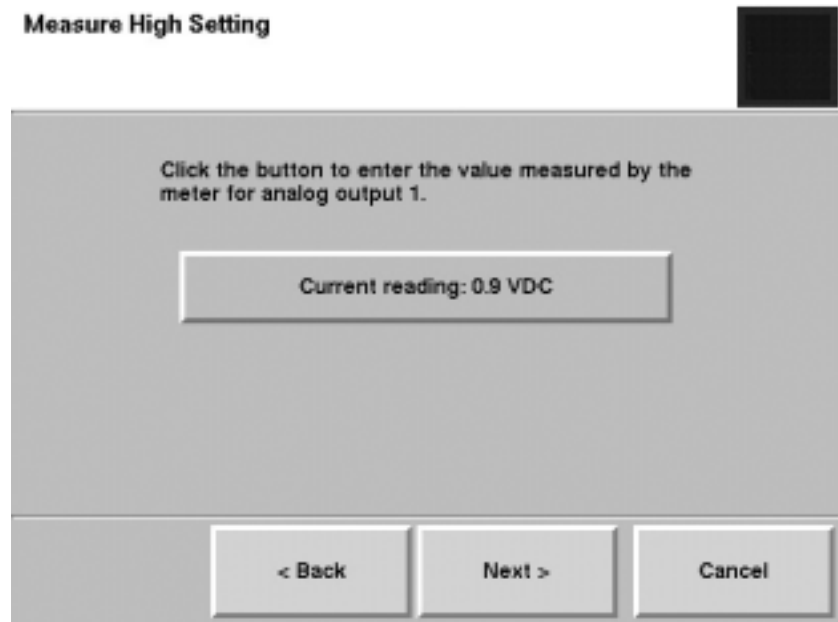 Measure High Setting
Click the button to enter the value measured by the
meter for analog output 1.
Current reading: 0.9 VDC
< Back
Next >
Cancel